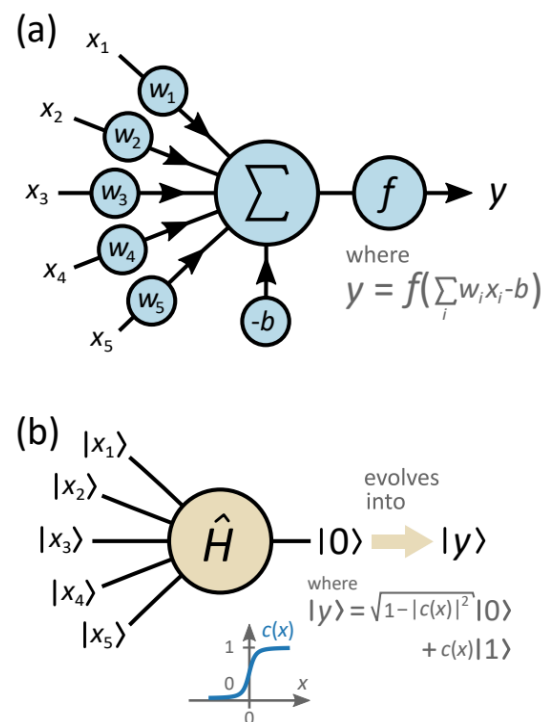 (a)
x₁
w₁
x₂
w₂
x₃
w₃
∑
f
y
x₄
w₄
where
y = f(∑ᵢ wᵢxᵢ-b)
w₅
x₅
-b
(b)
|x₁⟩
|x₂⟩
evolves
into
|x₃⟩
Ĥ
|0⟩
|y⟩
|x₄⟩
where
|y⟩ = √(1-|c(x)|²) |0⟩
|x₅⟩
+ c(x)|1⟩
c(x)
1
0
x
0